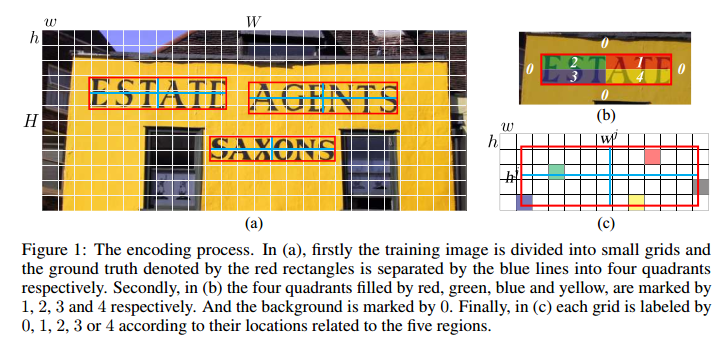 w
W
h
H
ESTATE
AGENTS
SAXONS
(a)
0
0
2
1
0
3
4
0
ESTATE
(b)
w
h
w^j
h^j
(c)
Figure 1: The encoding process. In (a), firstly the training image is divided into small grids and
the ground truth denoted by the red rectangles is separated by the blue lines into four quadrants
respectively. Secondly, in (b) the four quadrants filled by red, green, blue and yellow, are marked by
1, 2, 3 and 4 respectively. And the background is marked by 0. Finally, in (c) each grid is labeled by
0, 1, 2, 3 or 4 according to their locations related to the five regions.